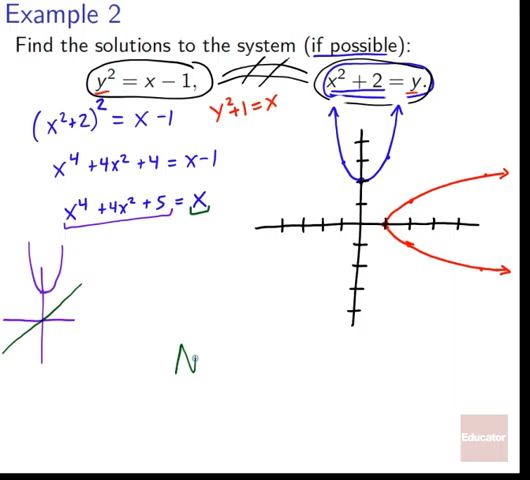 Example 2
Find the solutions to the system (if possible):
y² = x − 1, x² + 2 = y.
(x²+2)² = x −1 y²+1=x
x⁴ +4x² +4 = x−1
x⁴ +4x² +5 = x
N
Educator